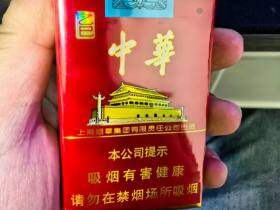 中華
上海烟草集团有限责任公司出品
本公司提示
吸烟有害健康
请勿在禁烟场所吸烟